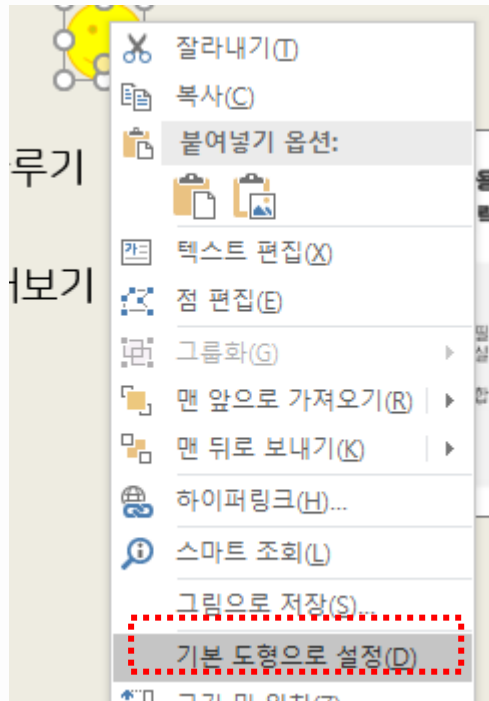 잘라내기(T)
복사(C)
붙여넣기 옵션:
루기
텍스트 편집(X)
보기
점 편집(E)
그룹화(G)
맨 앞으로 가져오기(R)
맨 뒤로 보내기(K)
하이퍼링크(H)...
스마트 조회(L)
그림으로 저장(S)...
기본 도형으로 설정(D)